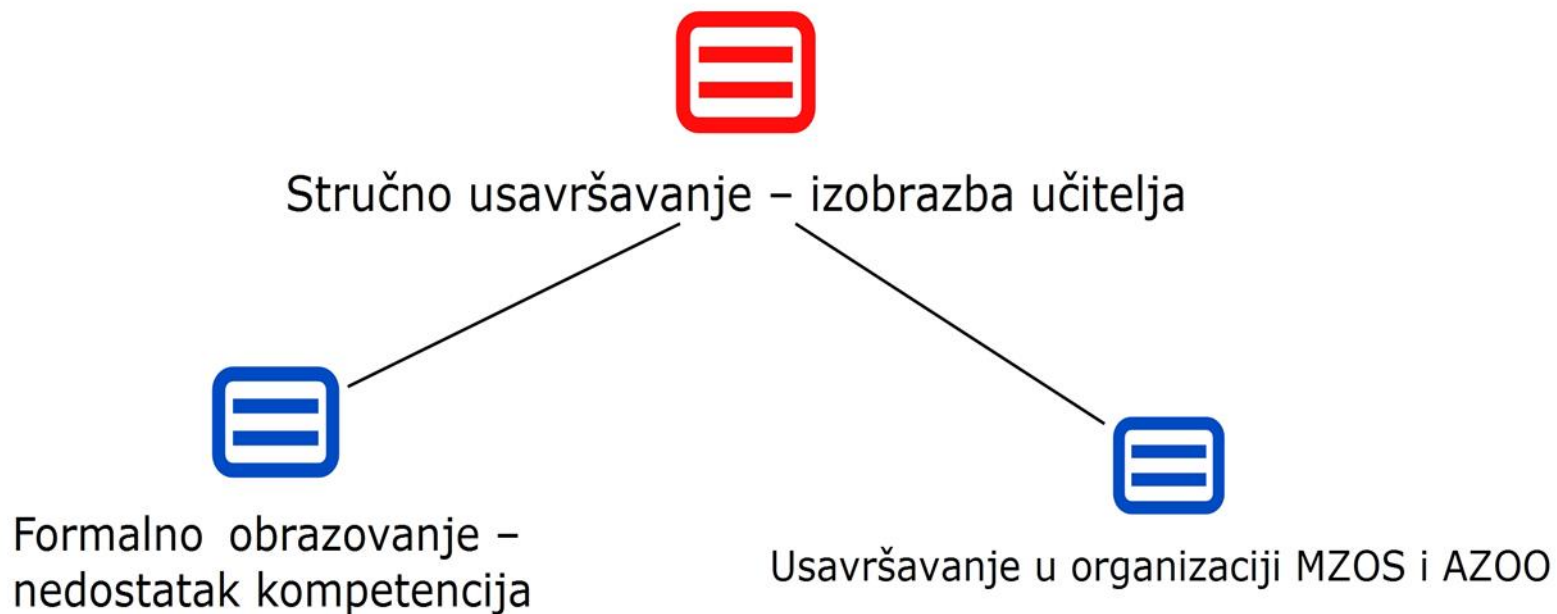 Stručno usavršavanje – izobrazba učitelja
Formalno obrazovanje –
nedostatak kompetencija
Usavršavanje u organizaciji MZOS i AZOO